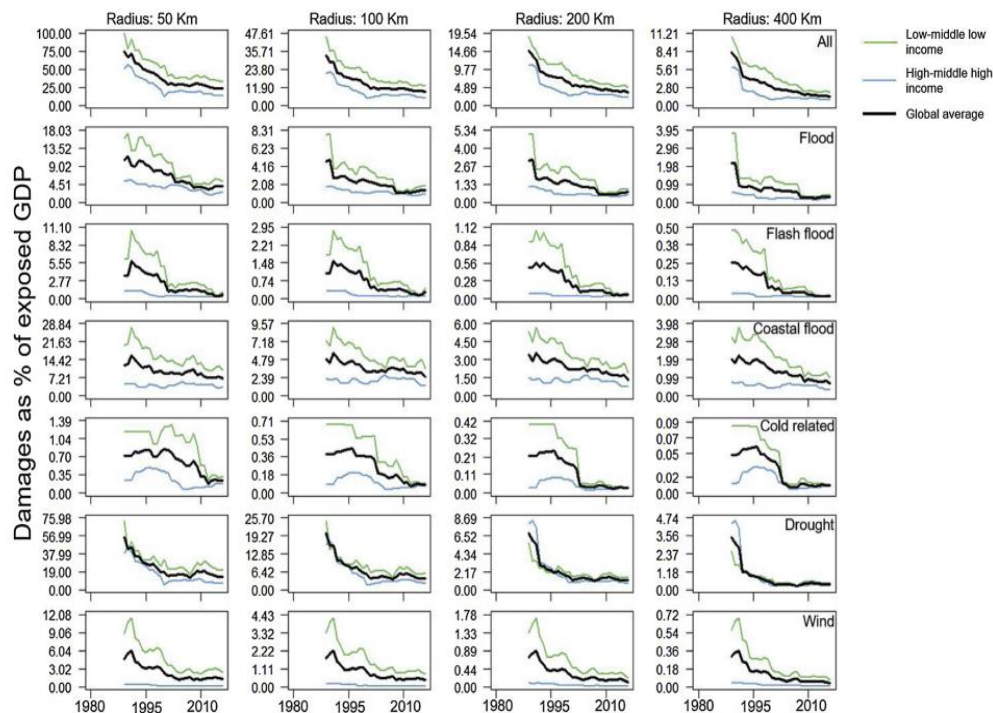 Radius: 50 Km Radius: 100 Km Radius: 200 Km Radius: 400 Km
Low-middle low
income
High-middle high
income
Global average
Damages as % of exposed GDP
100.00 47.61 19.54 11.21 All
75.00 35.71 14.66 8.41
50.00 23.80 9.77 5.61
25.00 11.90 4.89 2.80
0.00 0.00 0.00 0.00
18.03 8.31 5.34 3.95 Flood
13.52 6.23 4.00 2.96
9.02 4.16 2.67 1.98
4.51 2.08 1.33 0.99
0.00 0.00 0.00 0.00
11.10 2.95 1.12 0.50 Flash flood
8.32 2.21 0.84 0.38
5.55 1.48 0.56 0.25
2.77 0.74 0.28 0.13
0.00 0.00 0.00 0.00
28.84 9.57 6.00 3.98 Coastal flood
21.63 7.18 4.50 2.98
14.42 4.79 3.00 1.99
7.21 2.39 1.50 0.99
0.00 0.00 0.00 0.00
1.39 0.71 0.42 0.09 Cold related
1.04 0.53 0.32 0.07
0.70 0.36 0.21 0.05
0.35 0.18 0.11 0.02
0.00 0.00 0.00 0.00
75.98 25.70 8.69 4.74 Drought
56.99 19.27 6.52 3.56
37.99 12.85 4.34 2.37
19.00 6.42 2.17 1.18
0.00 0.00 0.00 0.00
12.08 4.43 1.78 0.72 Wind
9.06 3.32 1.33 0.54
6.04 2.22 0.89 0.36
3.02 1.11 0.44 0.18
0.00 0.00 0.00 0.00
1980 1995 2010 1980 1995 2010 1980 1995 2010 1980 1995 2010